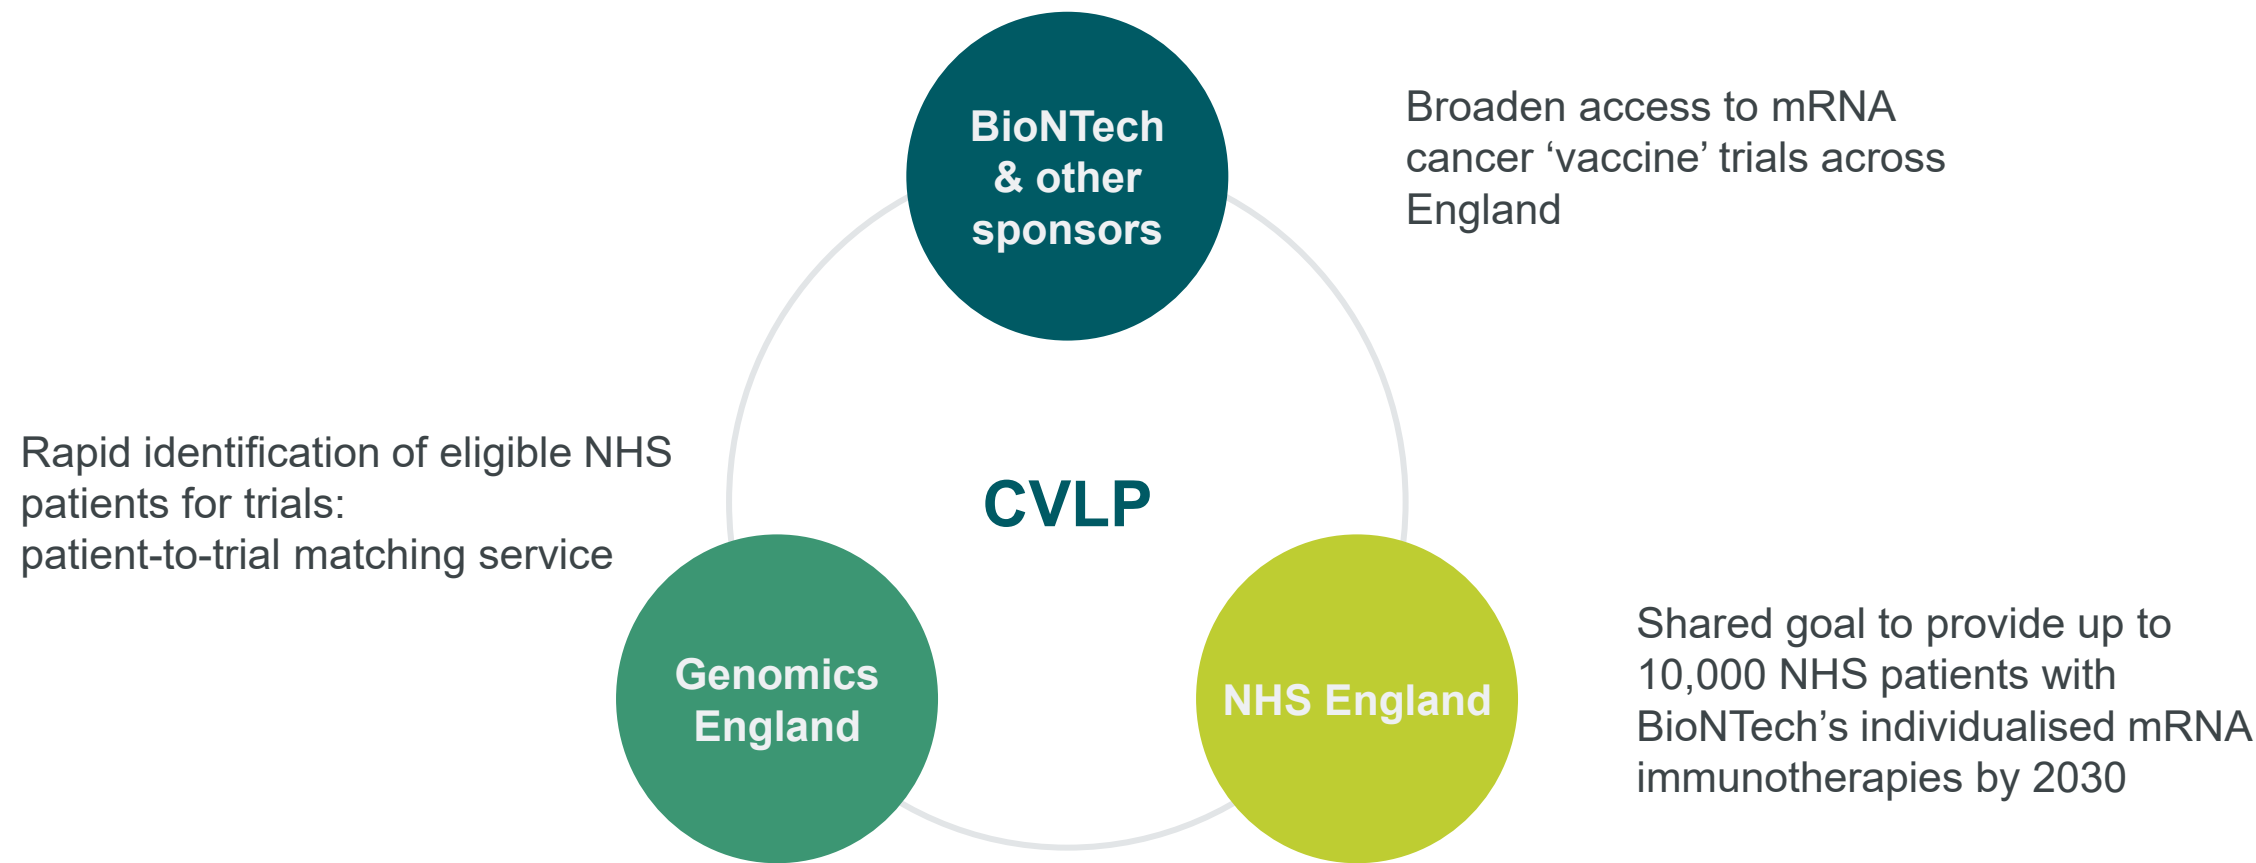 BioNTech
& other
sponsors
Broaden access to mRNA
cancer ‘vaccine’ trials across
England
Rapid identification of eligible NHS
patients for trials:
patient-to-trial matching service
CVLP
Genomics
England
NHS England
Shared goal to provide up to
10,000 NHS patients with
BioNTech’s individualised mRNA
immunotherapies by 2030